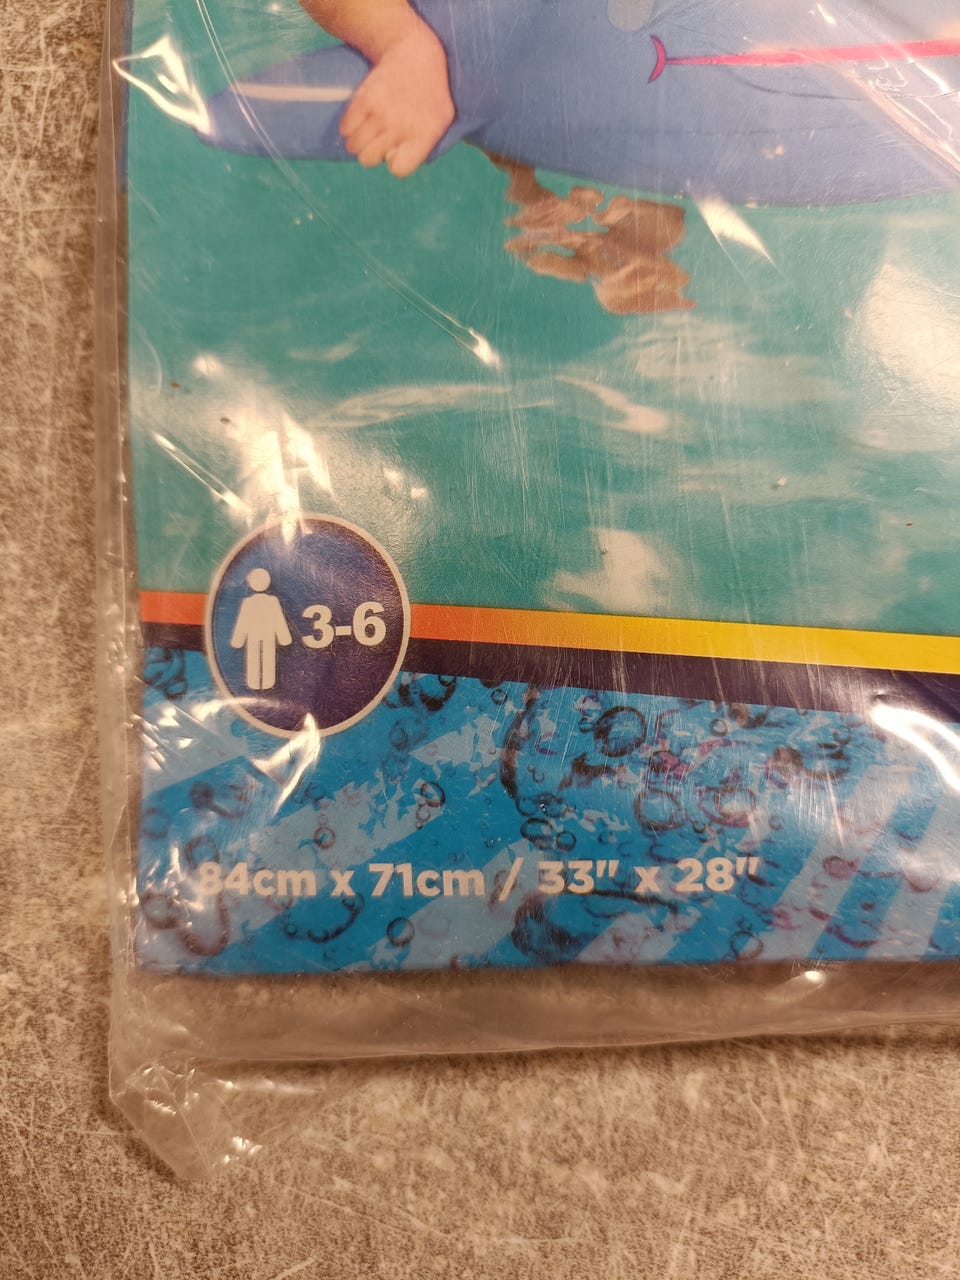 3-6
84cm x 71cm / 33" x 28"